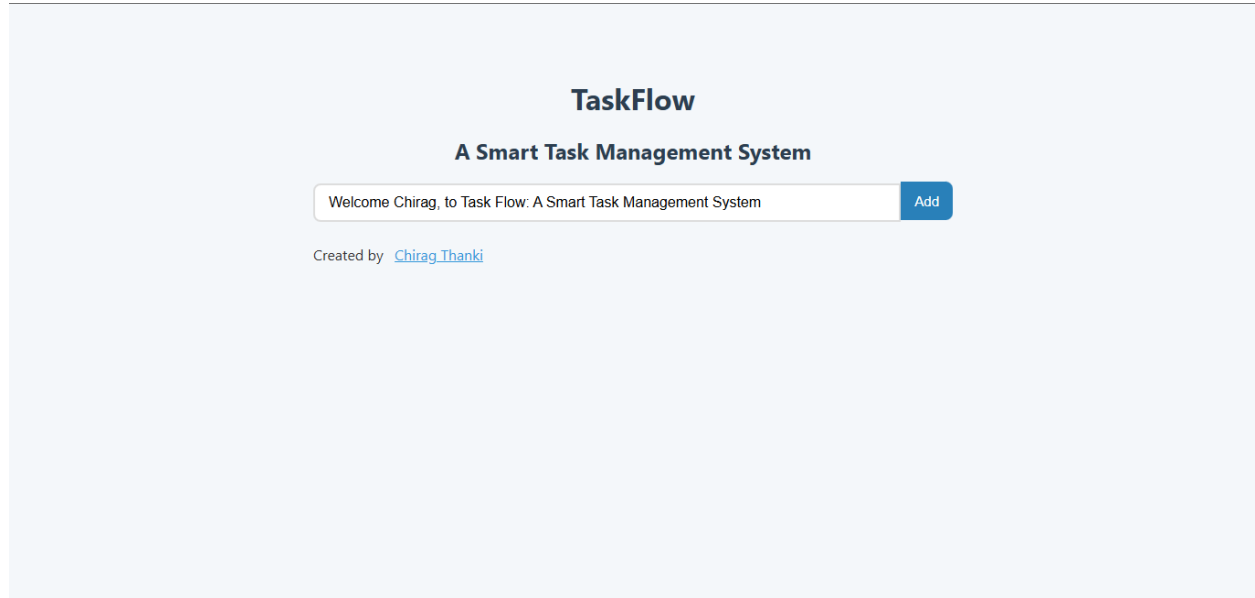 TaskFlow
A Smart Task Management System
Welcome Chirag, to Task Flow: A Smart Task Management System Add
Created by Chirag Thanki